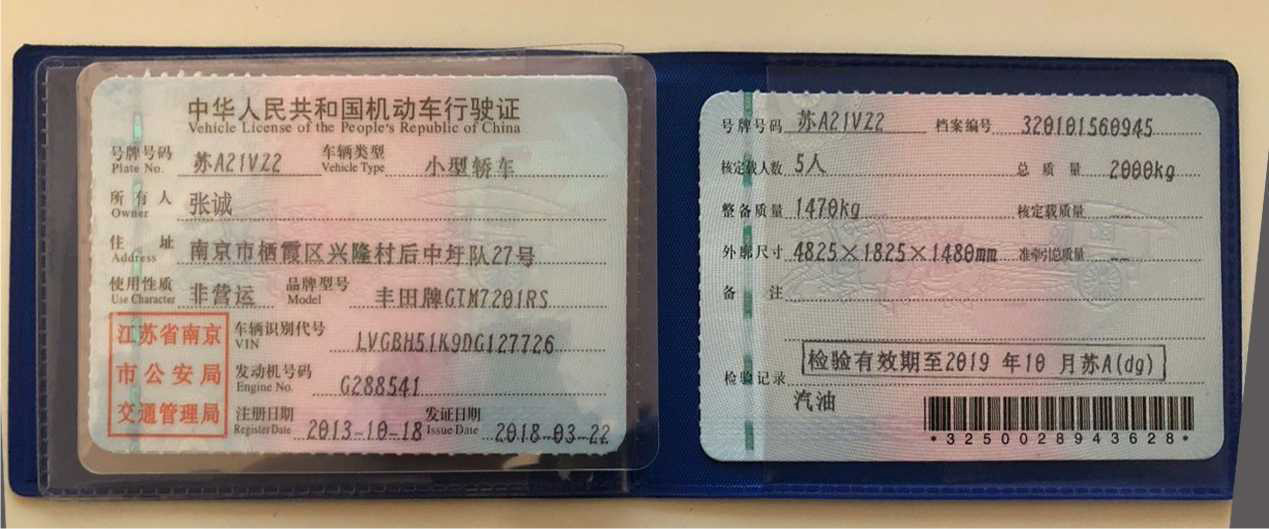 中华人民共和国机动车行驶证
Vehicle License of the People's Republic of China
号牌号码 苏A21VZ2 车辆类型 小型轿车
Plate No. Vehicle Type
所有人 张诚
Owner
住址 南京市栖霞区兴隆村后中圩队27号
Address
使用性质 非营运 品牌型号 丰田牌GTM7201RS
Use Character Model
江苏省南京
市公安局
交通管理局
车辆识别代号 LVGBH51K9DG127726
VIN
发动机号码 G288541
Engine No.
注册日期 2013-10-18 发证日期 2018-03-22
Register Date Issue Date
号牌号码 苏A21VZ2 档案编号 320101560945
核定载人数 5人 总质量 2000kg
整备质量 1470kg 核定载质量 --
外廓尺寸 4825×1825×1480mm 准牵引总质量 --
备注
检验记录 检验有效期至2019年10月苏A(dg)
汽油
*3250028943628*